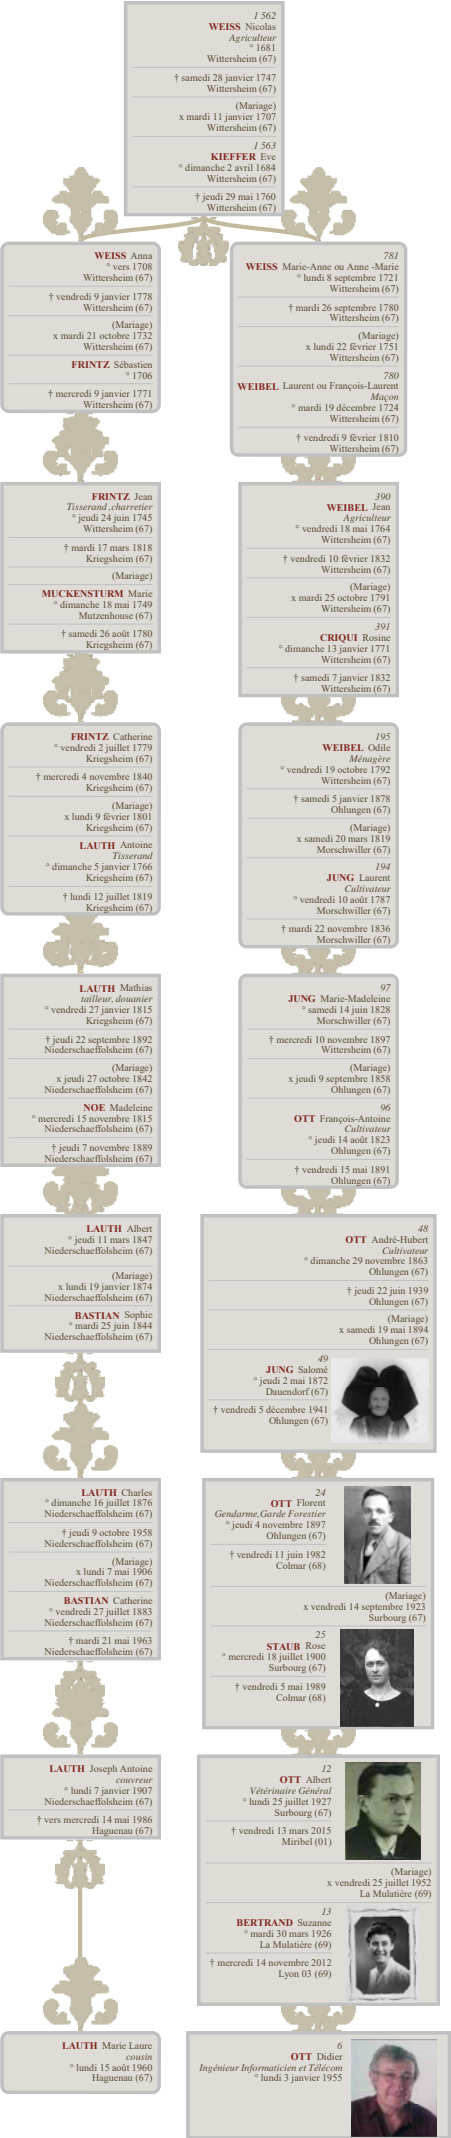 1 562
WEISS Nicolas
Agriculteur
° 1681
Wittersheim (67)
† samedi 28 janvier 1747
Wittersheim (67)
(Mariage)
x mardi 11 janvier 1707
Wittersheim (67)
1 563
KIEFFER Eve
° dimanche 2 avril 1684
Wittersheim (67)
† jeudi 29 mai 1760
Wittersheim (67)
WEISS Anna
° vers 1708
Wittersheim (67)
† vendredi 9 janvier 1778
Wittersheim (67)
(Mariage)
x mardi 21 octobre 1732
Wittersheim (67)
FRINTZ Sébastien
° 1706
† mercredi 9 janvier 1771
Wittersheim (67)
781
WEISS Marie-Anne ou Anne -Marie
° lundi 8 septembre 1721
Wittersheim (67)
† mardi 26 septembre 1780
Wittersheim (67)
(Mariage)
x lundi 22 février 1751
Wittersheim (67)
780
WEIBEL Laurent ou François-Laurent
Maçon
° mardi 19 décembre 1724
Wittersheim (67)
† vendredi 9 février 1810
Wittersheim (67)
FRINTZ Jean
Tisserand ,charretier
° jeudi 24 juin 1745
Wittersheim (67)
† mardi 17 mars 1818
Kriegsheim (67)
(Mariage)
MUCKENSTURM Marie
° dimanche 18 mai 1749
Mutzenhouse (67)
† samedi 26 août 1780
Kriegsheim (67)
390
WEIBEL Jean
Agriculteur
° vendredi 18 mai 1764
Wittersheim (67)
† vendredi 10 février 1832
Wittersheim (67)
(Mariage)
x mardi 25 octobre 1791
Wittersheim (67)
391
CRIQUI Rosine
° dimanche 13 janvier 1771
Wittersheim (67)
† samedi 7 janvier 1832
Wittersheim (67)
FRINTZ Catherine
° vendredi 2 juillet 1779
Kriegsheim (67)
† mercredi 4 novembre 1840
Kriegsheim (67)
(Mariage)
x lundi 9 février 1801
Kriegsheim (67)
LAUTH Antoine
Tisserand
° dimanche 5 janvier 1766
Kriegsheim (67)
† lundi 12 juillet 1819
Kriegsheim (67)
195
WEIBEL Odile
Ménagère
° vendredi 19 octobre 1792
Wittersheim (67)
† samedi 5 janvier 1878
Ohlungen (67)
(Mariage)
x samedi 20 mars 1819
Morschwiller (67)
194
JUNG Laurent
Cultivateur
° vendredi 10 août 1787
Morschwiller (67)
† mardi 22 novembre 1836
Morschwiller (67)
LAUTH Mathias
tailleur, douanier
° vendredi 27 janvier 1815
Kriegsheim (67)
† jeudi 22 septembre 1892
Niederschaeffolsheim (67)
(Mariage)
x jeudi 27 octobre 1842
Niederschaeffolsheim (67)
NOE Madeleine
° mercredi 15 novembre 1815
Niederschaeffolsheim (67)
† jeudi 7 novembre 1889
Niederschaeffolsheim (67)
97
JUNG Marie-Madeleine
° samedi 14 juin 1828
Morschwiller (67)
† mercredi 10 novembre 1897
Wittersheim (67)
(Mariage)
x jeudi 9 septembre 1858
Ohlungen (67)
96
OTT François-Antoine
Cultivateur
° jeudi 14 août 1823
Ohlungen (67)
† vendredi 15 mai 1891
Ohlungen (67)
LAUTH Albert
° jeudi 11 mars 1847
Niederschaeffolsheim (67)
(Mariage)
x lundi 19 janvier 1874
Niederschaeffolsheim (67)
BASTIAN Sophie
° mardi 25 juin 1844
Niederschaeffolsheim (67)
48
OTT André-Hubert
Cultivateur
° dimanche 29 novembre 1863
Ohlungen (67)
† jeudi 22 juin 1939
Ohlungen (67)
(Mariage)
x samedi 19 mai 1894
Ohlungen (67)
49
JUNG Salomé
° jeudi 2 mai 1872
Dauendorf (67)
† vendredi 5 décembre 1941
Ohlungen (67)
LAUTH Charles
° dimanche 16 juillet 1876
Niederschaeffolsheim (67)
† jeudi 9 octobre 1958
Niederschaeffolsheim (67)
(Mariage)
x lundi 7 mai 1906
Niederschaeffolsheim (67)
BASTIAN Catherine
° vendredi 27 juillet 1883
Niederschaeffolsheim (67)
† mardi 21 mai 1963
Niederschaeffolsheim (67)
24
OTT Florent
Gendarme,Garde Forestier
° jeudi 4 novembre 1897
Ohlungen (67)
† vendredi 11 juin 1982
Colmar (68)
(Mariage)
x vendredi 14 septembre 1923
Surbourg (67)
25
STAUB Rose
° mercredi 18 juillet 1900
Surbourg (67)
† vendredi 5 mai 1989
Colmar (68)
LAUTH Joseph Antoine
couvreur
° lundi 7 janvier 1907
Niederschaeffolsheim (67)
† vers mercredi 14 mai 1986
Haguenau (67)
12
OTT Albert
Vétérinaire Général
° lundi 25 juillet 1927
Surbourg (67)
† vendredi 13 mars 2015
Miribel (01)
(Mariage)
x vendredi 25 juillet 1952
La Mulatière (69)
13
BERTRAND Suzanne
° mardi 30 mars 1926
La Mulatière (69)
† mercredi 14 novembre 2012
Lyon 03 (69)
LAUTH Marie Laure
cousin
° lundi 15 août 1960
Haguenau (67)
6
OTT Didier
Ingénieur Informaticien et Télécom
° lundi 3 janvier 1955